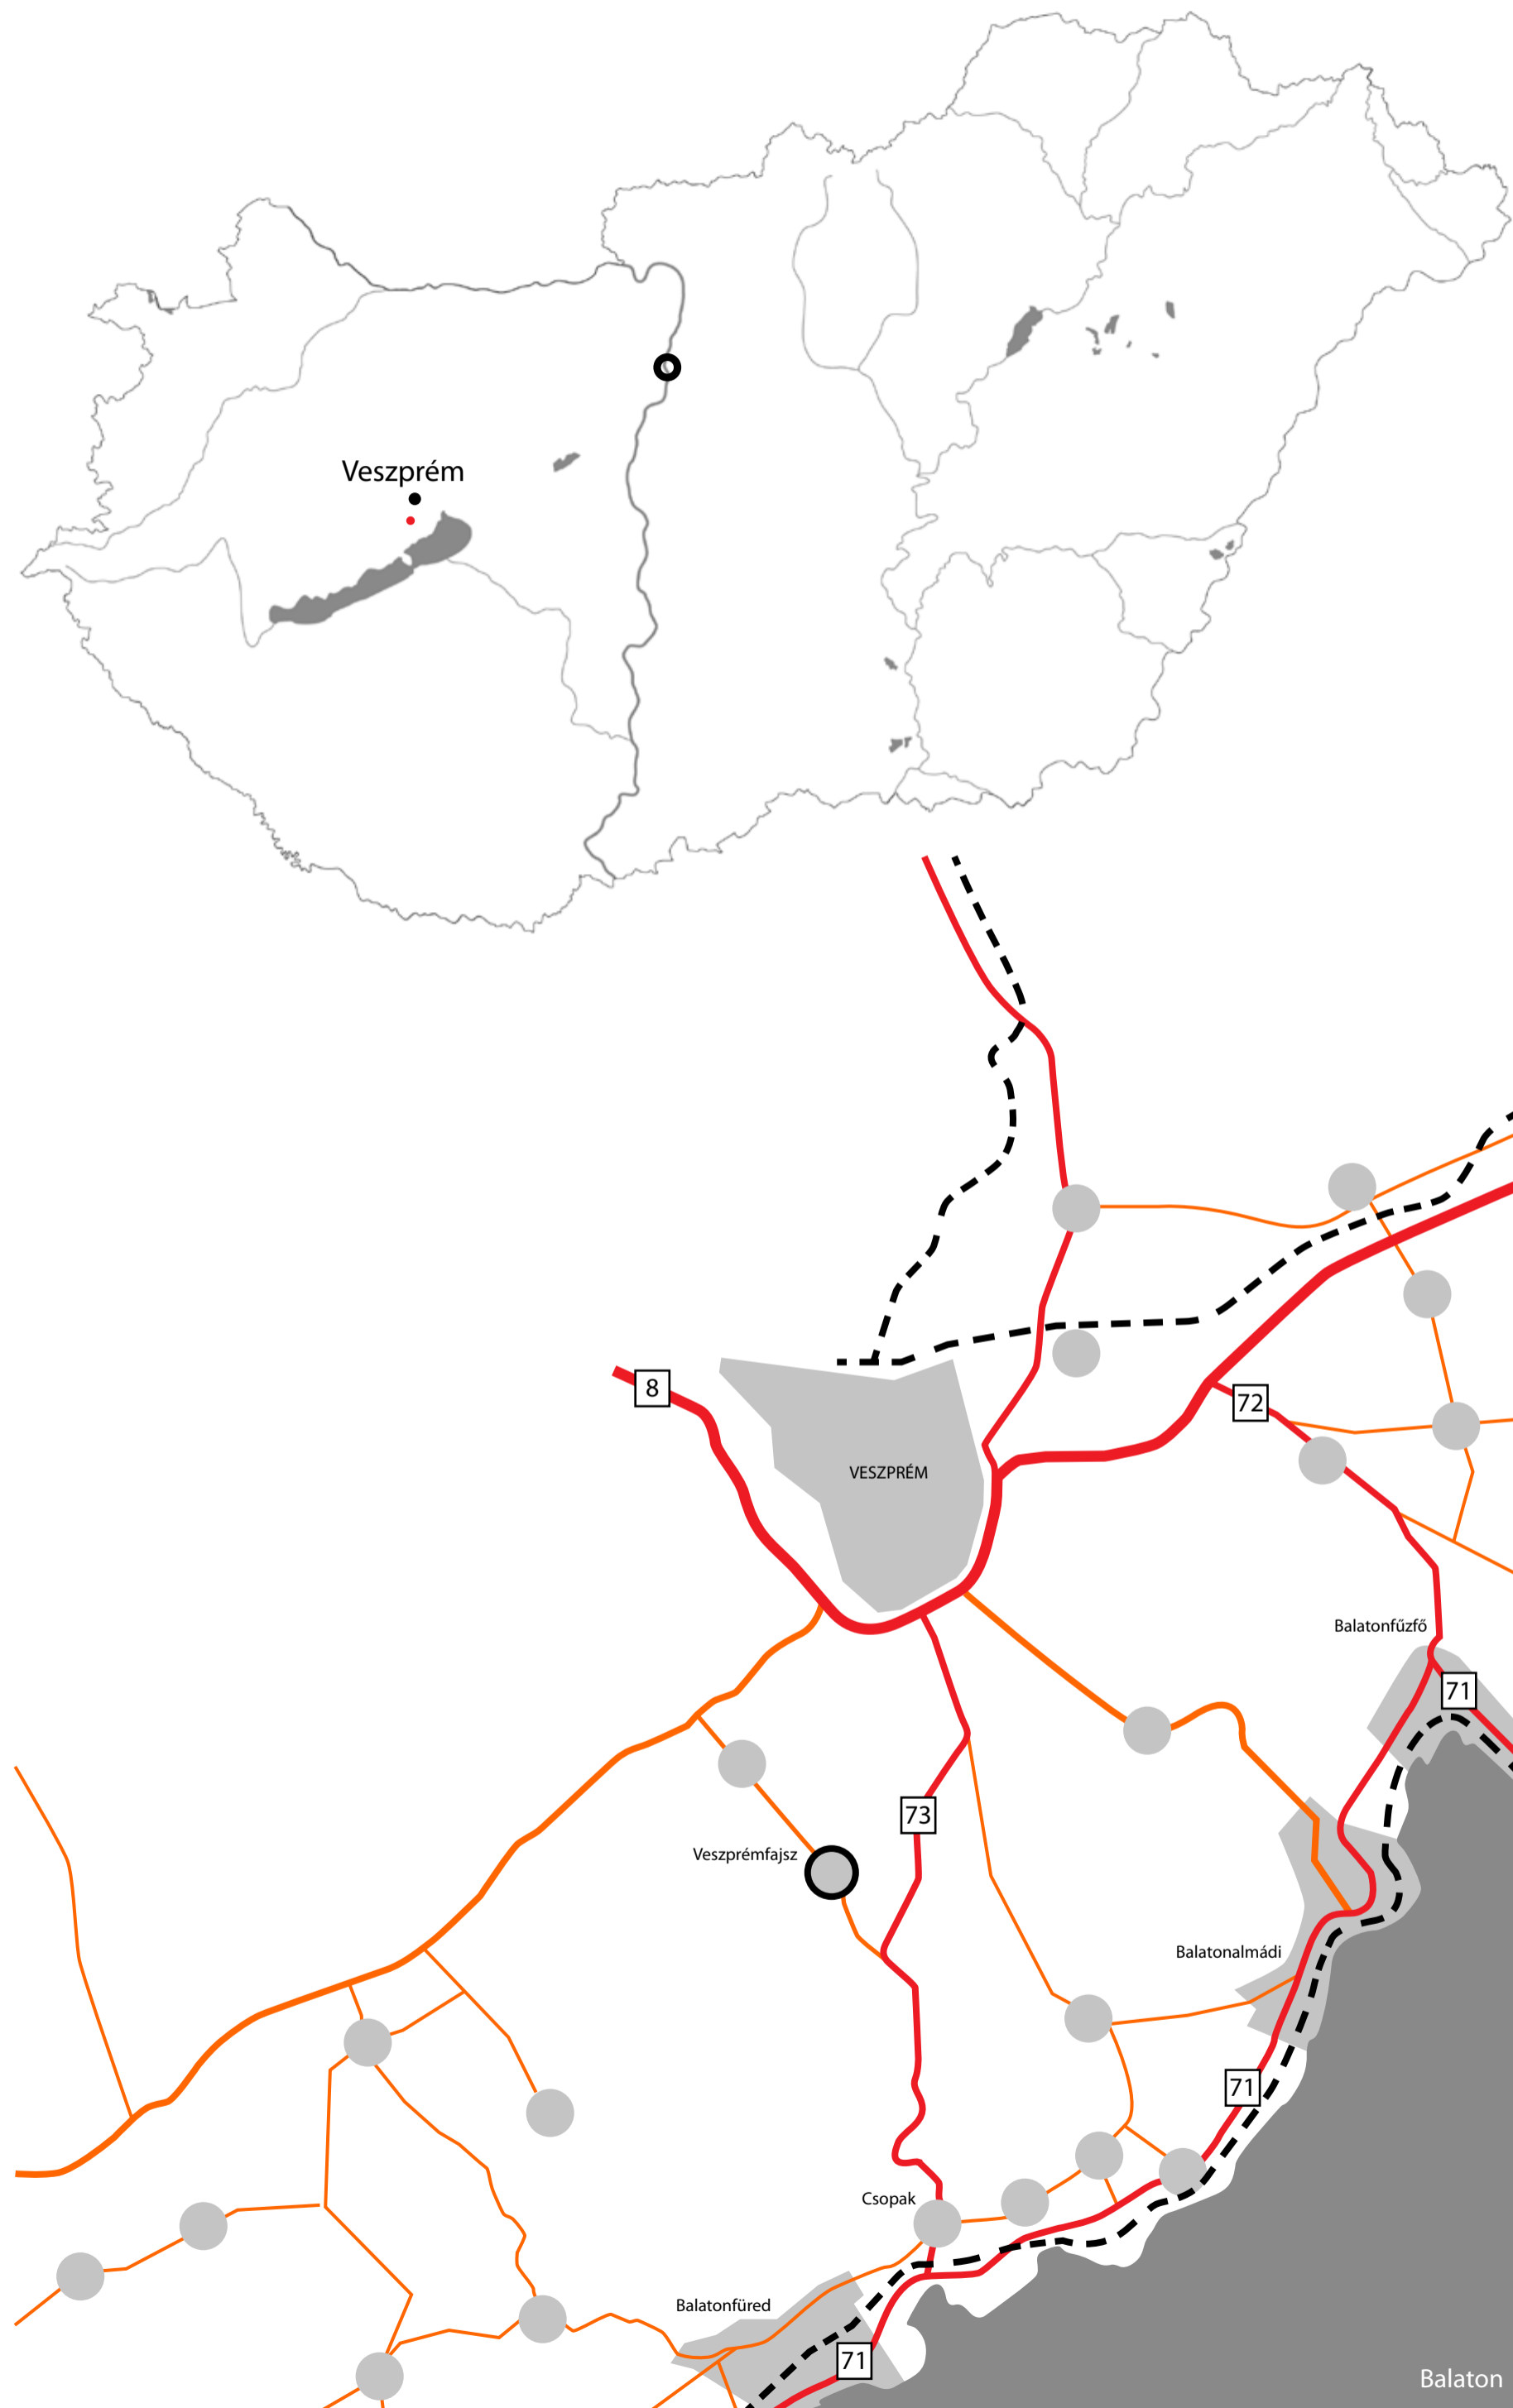 Veszprém
8
72
VESZPRÉM
Balatonfűzfő
71
73
Veszprémfajsz
Balatonalmádi
71
Csopak
Balatonfüred
71
Balaton